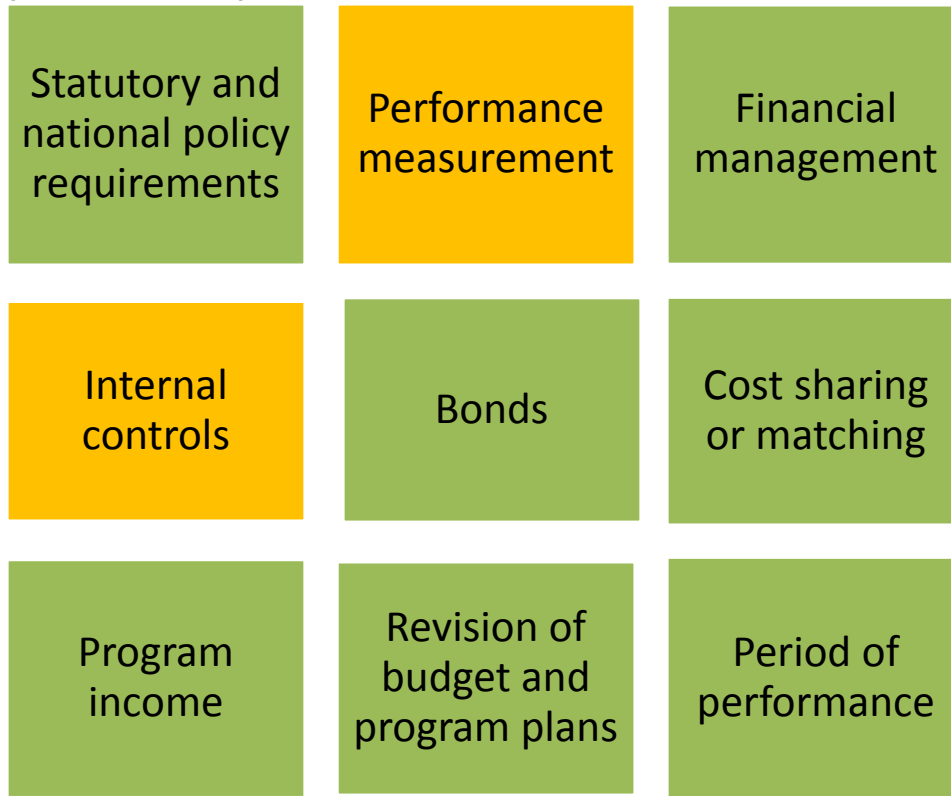 Statutory and
national policy
requirements
Performance
measurement
Financial
management
Internal
controls
Bonds
Cost sharing
or matching
Program
income
Revision of
budget and
program plans
Period of
performance